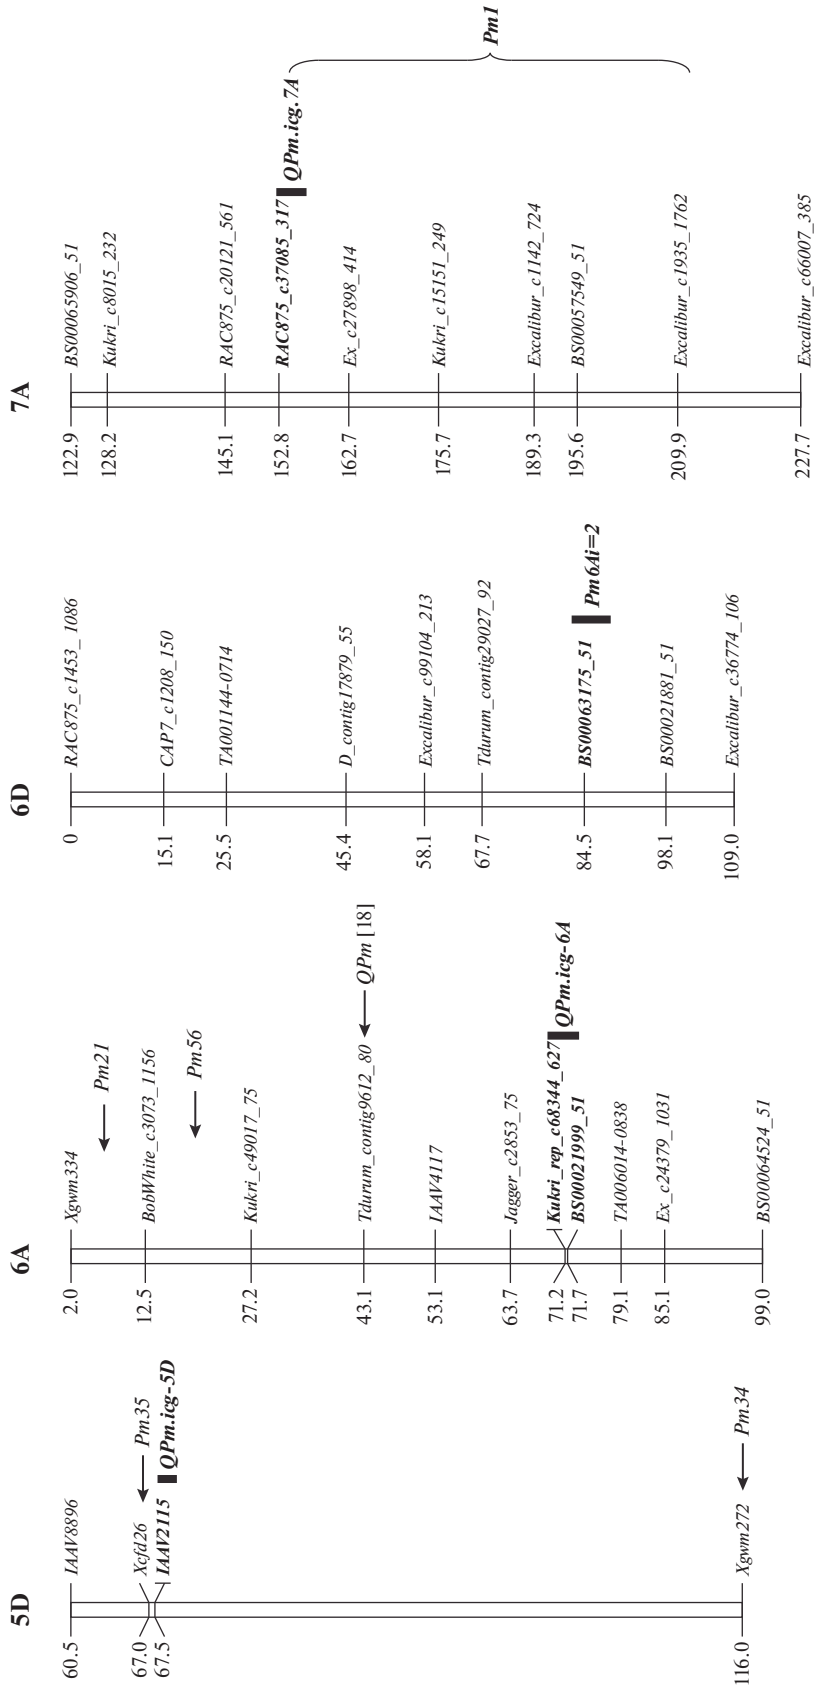 5D
60.5 IAAV8896
67.0 Xcfd26 Pm35
67.5 IAAV2115 QPm.icg-5D
116.0 Xgwm272 Pm34
6A
2.0 Xgwm334
Pm21
12.5 BobWhite_c3073_1156
Pm56
27.2 Kukri_c49017_75
43.1 Tdurum_contig9612_80 QPm [18]
53.1 IAAV4117
63.7 Jagger_c2853_75
71.2 Kukri_rep_c68344_627
QPm.icg-6A
71.7 BS00021999_51
79.1 TA006014-0838
85.1 Ex_c24379_1031
99.0 BS00064524_51
6D
0 RAC875_c1453_1086
15.1 CAP7_c1208_150
25.5 TA001144-0714
45.4 D_contig17879_55
58.1 Excalibur_c99104_213
67.7 Tdurum_contig29027_92
84.5 BS00063175_51 Pm6Ai=2
98.1 BS00021881_51
109.0 Excalibur_c36774_106
7A
122.9 BS00065906_51
128.2 Kukri_c8015_232
145.1 RAC875_c20121_561
152.8 RAC875_c37085_317 QPm.icg.7A
162.7 Ex_c27898_414
175.7 Kukri_c15151_249
Pm1
189.3 Excalibur_c1142_724
195.6 BS00057549_51
209.9 Excalibur_c1935_1762
227.7 Excalibur_c66007_385